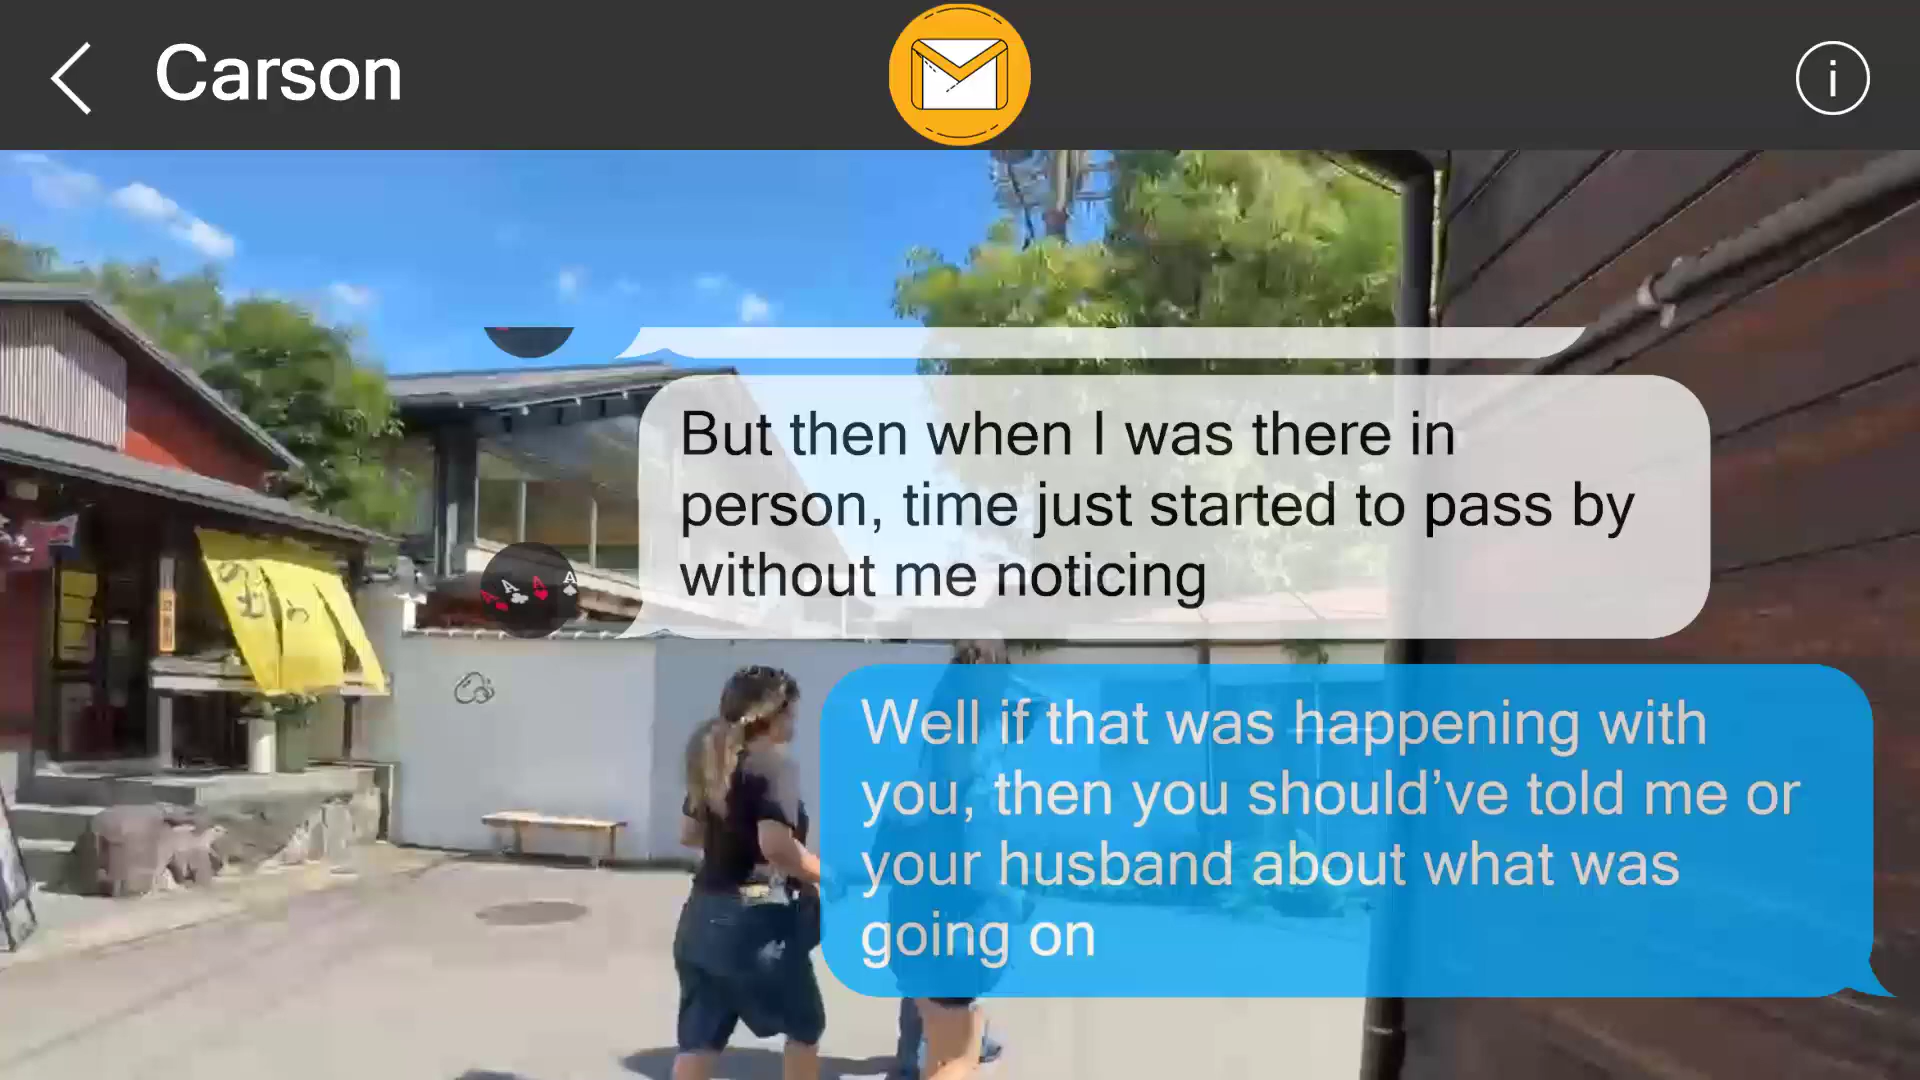 Carson
i
But then when I was there in
person, time just started to pass by
without me noticing
A A A
Well if that was happening with
you, then you should've told me or
your husband about what was
going on